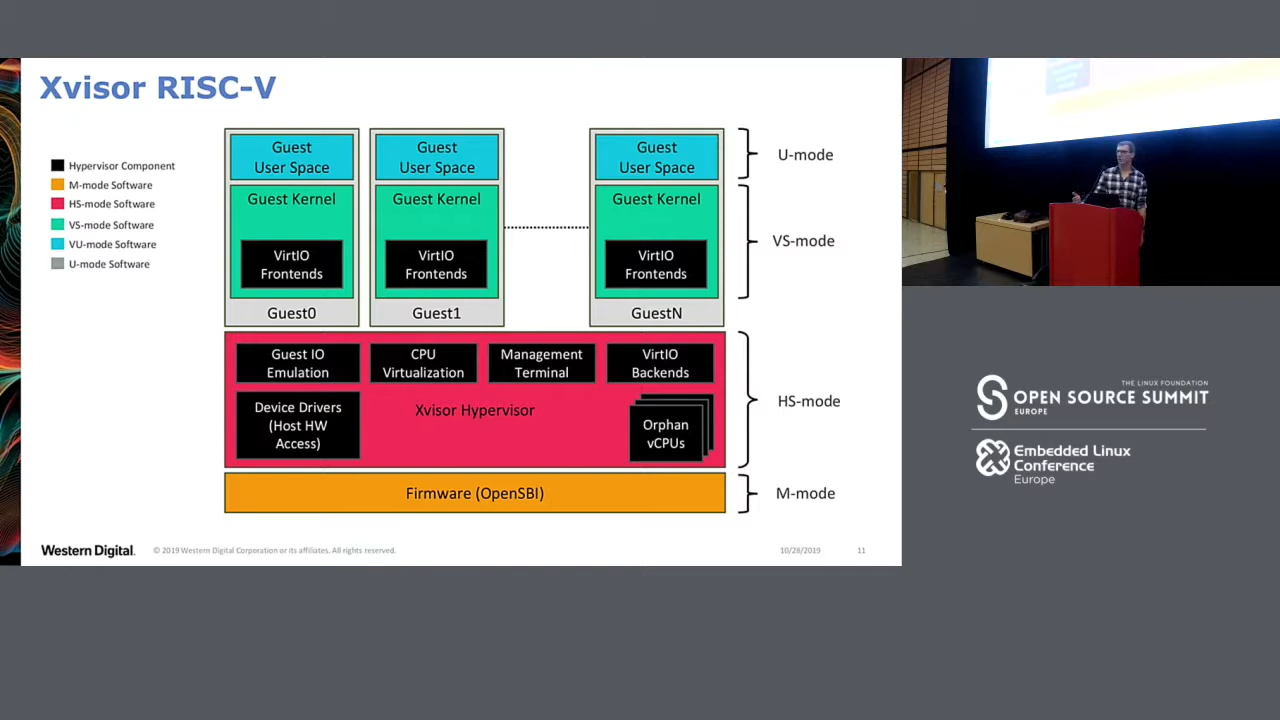 Xvisor RISC-V
Hypervisor Component
M-mode Software
HS-mode Software
VS-mode Software
VU-mode Software
U-mode Software
Guest
User Space
Guest
User Space
Guest
User Space
U-mode
Guest Kernel
Guest Kernel
Guest Kernel
VirtIO
Frontends
VirtIO
Frontends
VirtIO
Frontends
VS-mode
Guest0
Guest1
GuestN
Guest IO
Emulation
CPU
Virtualization
Management
Terminal
VirtIO
Backends
Device Drivers
(Host HW
Access)
Xvisor Hypervisor
Orphan
vCPUs
HS-mode
Firmware (OpenSBI)
M-mode
Western Digital.
© 2019 Western Digital Corporation or its affiliates. All rights reserved.
10/28/2019
11
THE LINUX FOUNDATION
OPEN SOURCE SUMMIT
EUROPE
Embedded Linux
Conference
Europe